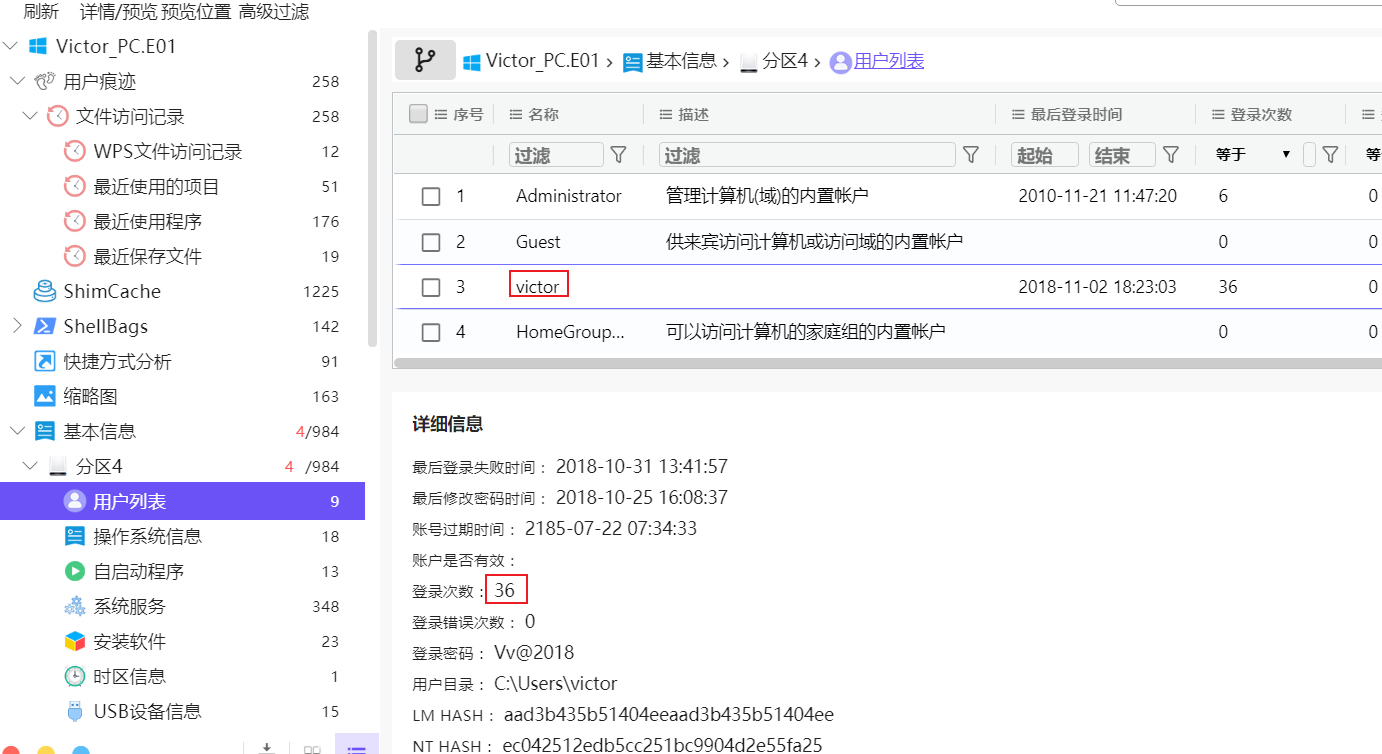 刷新 详情/预览 预览位置 高级过滤
Victor_PC.E01
用户痕迹 258
文件访问记录 258
WPS文件访问记录 12
最近使用的项目 51
最近使用程序 176
最近保存文件 19
ShimCache 1225
ShellBags 142
快捷方式分析 91
缩略图 163
基本信息 4/984
分区4 4 /984
用户列表 9
操作系统信息 18
自启动程序 13
系统服务 348
安装软件 23
时区信息 1
USB设备信息 15
Victor_PC.E01 › 基本信息 › 分区4 › 用户列表
序号 名称 描述 最后登录时间 登录次数
过滤 过滤 起始 结束 等于 等
1 Administrator 管理计算机(域)的内置帐户 2010-11-21 11:47:20 6 0
2 Guest 供来宾访问计算机或访问域的内置帐户 0 0
3 victor 2018-11-02 18:23:03 36 0
4 HomeGroup... 可以访问计算机的家庭组的内置帐户 0 0
详细信息
最后登录失败时间： 2018-10-31 13:41:57
最后修改密码时间： 2018-10-25 16:08:37
账号过期时间： 2185-07-22 07:34:33
账户是否有效：
登录次数： 36
登录错误次数： 0
登录密码： Vv@2018
用户目录： C:\Users\victor
LM HASH： aad3b435b51404eeaad3b435b51404ee
NT HASH： ec042512edb5cc251bc9904d2e55fa25